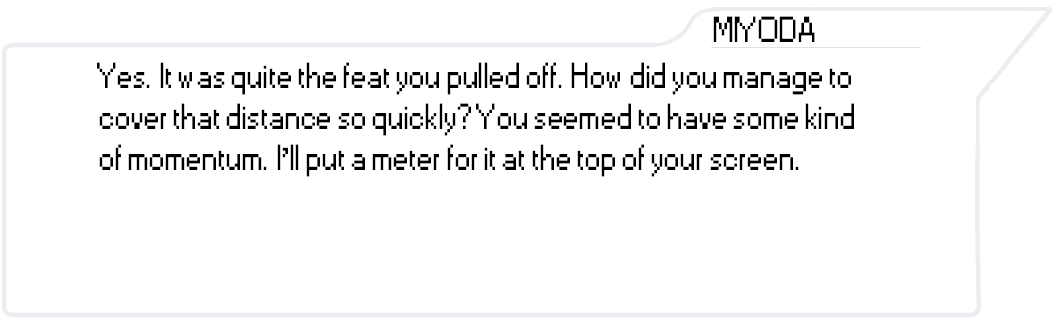 MIYODA
Yes. It was quite the feat you pulled off. How did you manage to
cover that distance so quickly? You seemed to have some kind
of momentum. I'll put a meter for it at the top of your screen.